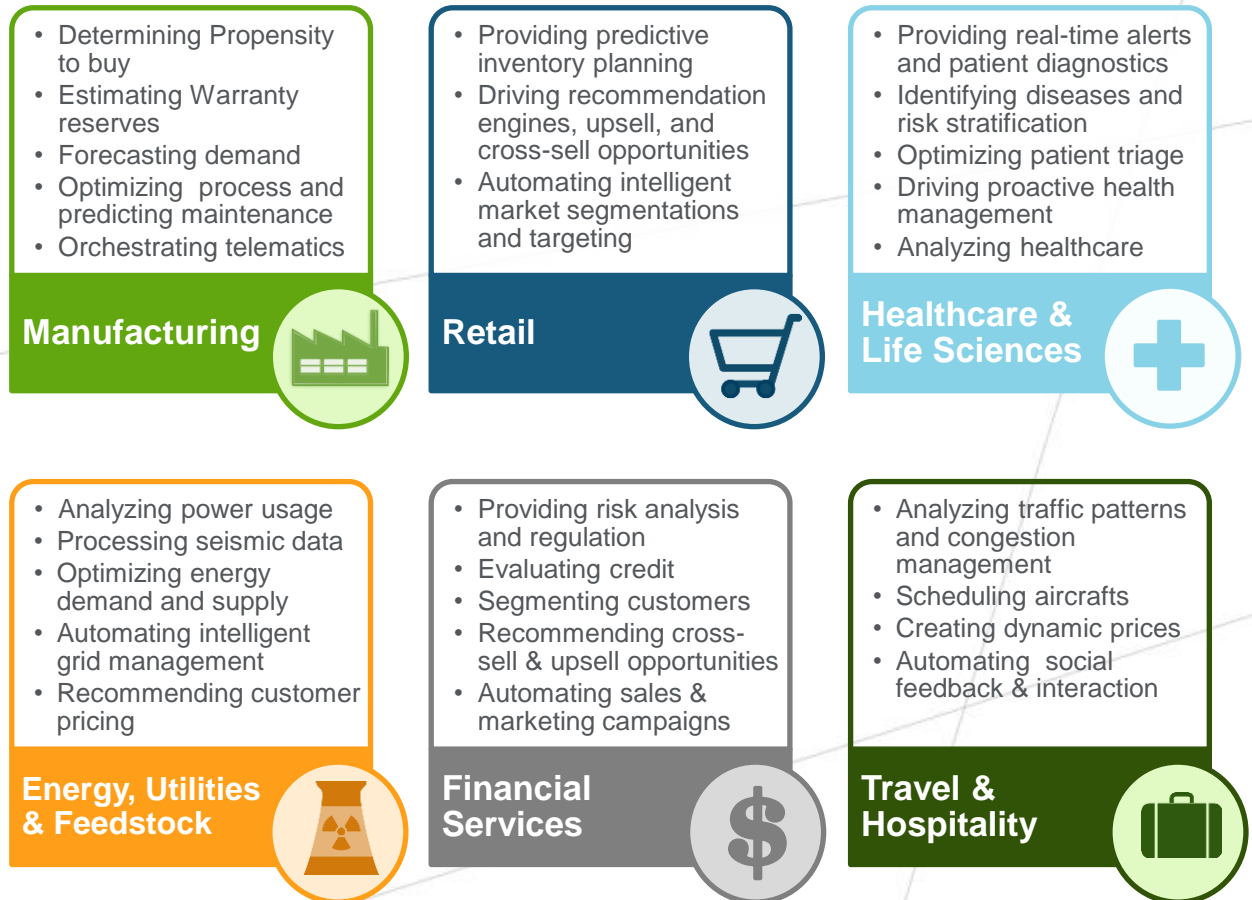 • Determining Propensity
to buy
• Estimating Warranty
reserves
• Forecasting demand
• Optimizing process and
predicting maintenance
• Orchestrating telematics
Manufacturing
• Providing predictive
inventory planning
• Driving recommendation
engines, upsell, and
cross-sell opportunities
• Automating intelligent
market segmentations
and targeting
Retail
• Providing real-time alerts
and patient diagnostics
• Identifying diseases and
risk stratification
• Optimizing patient triage
• Driving proactive health
management
• Analyzing healthcare
Healthcare &
Life Sciences
• Analyzing power usage
• Processing seismic data
• Optimizing energy
demand and supply
• Automating intelligent
grid management
• Recommending customer
pricing
Energy, Utilities
& Feedstock
• Providing risk analysis
and regulation
• Evaluating credit
• Segmenting customers
• Recommending cross-
sell & upsell opportunities
• Automating sales &
marketing campaigns
Financial
Services
$
• Analyzing traffic patterns
and congestion
management
• Scheduling aircrafts
• Creating dynamic prices
• Automating social
feedback & interaction
Travel &
Hospitality